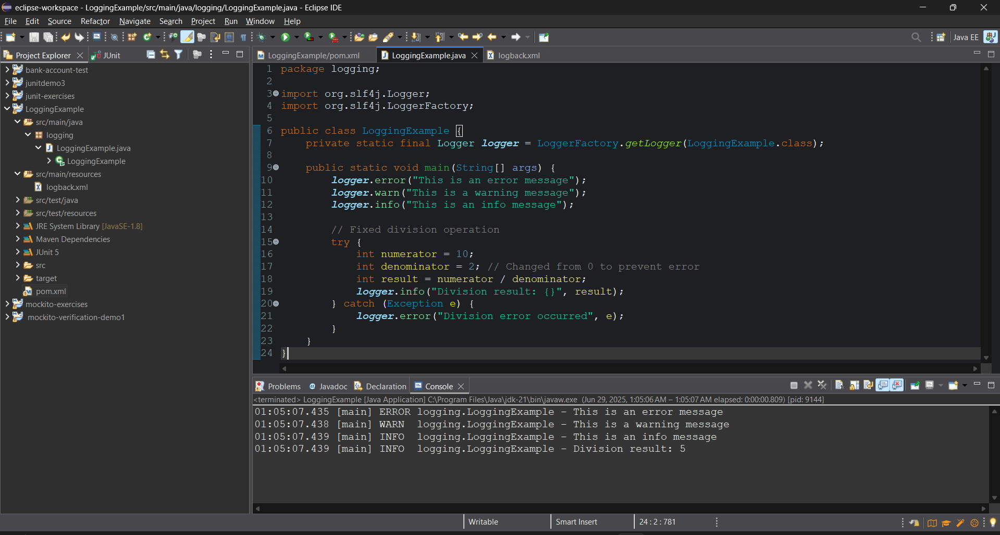 eclipse-workspace - LoggingExample/src/main/java/logging/LoggingExample.java - Eclipse IDE
File Edit Source Refactor Navigate Search Project Run Window Help
Java EE
Project Explorer
JUnit
bank-account-test
junitdemo3
junit-exercises
LoggingExample
src/main/java
logging
LoggingExample.java
LoggingExample
src/main/resources
logback.xml
src/test/java
src/test/resources
JRE System Library [JavaSE-1.8]
Maven Dependencies
JUnit 5
src
target
pom.xml
mockito-exercises
mockito-verification-demo1
LoggingExample/pom.xml
LoggingExample.java
logback.xml
1 package logging;
2
3 import org.slf4j.Logger;
4 import org.slf4j.LoggerFactory;
5
6 public class LoggingExample {
7     private static final Logger logger = LoggerFactory.getLogger(LoggingExample.class);
8
9     public static void main(String[] args) {
10         logger.error("This is an error message");
11         logger.warn("This is a warning message");
12         logger.info("This is an info message");
13
14         // Fixed division operation
15         try {
16             int numerator = 10;
17             int denominator = 2; // Changed from 0 to prevent error
18             int result = numerator / denominator;
19             logger.info("Division result: {}", result);
20         } catch (Exception e) {
21             logger.error("Division error occurred", e);
22         }
23     }
24 }
Problems @ Javadoc Declaration Console
<terminated> LoggingExample [Java Application] C:\Program Files\Java\jdk-21\bin\javaw.exe (Jun 29, 2025, 1:05:06 AM – 1:05:07 AM elapsed: 0:00:00.809) [pid: 9144]
01:05:07.435 [main] ERROR logging.LoggingExample - This is an error message
01:05:07.438 [main] WARN  logging.LoggingExample - This is a warning message
01:05:07.439 [main] INFO  logging.LoggingExample - This is an info message
01:05:07.439 [main] INFO  logging.LoggingExample - Division result: 5
Writable
Smart Insert
24 : 2 : 781